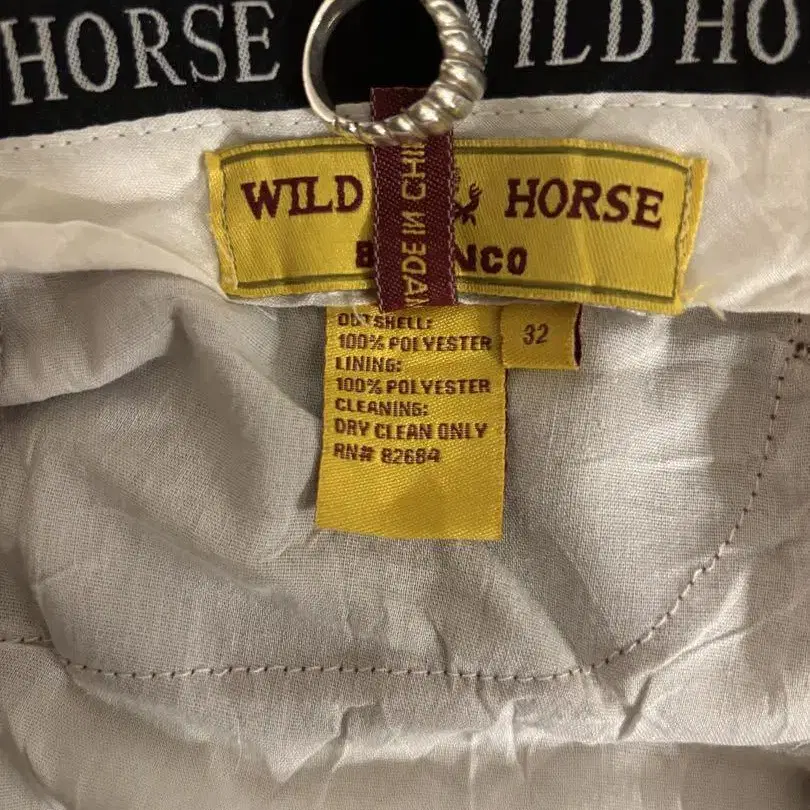 HORSE WILD HO
WILD HORSE
MADE IN CHI
OUTSHELL:
100% POLYESTER
LINING:
100% POLYESTER
CLEANING:
DRY CLEAN ONLY
RN# 82684
32